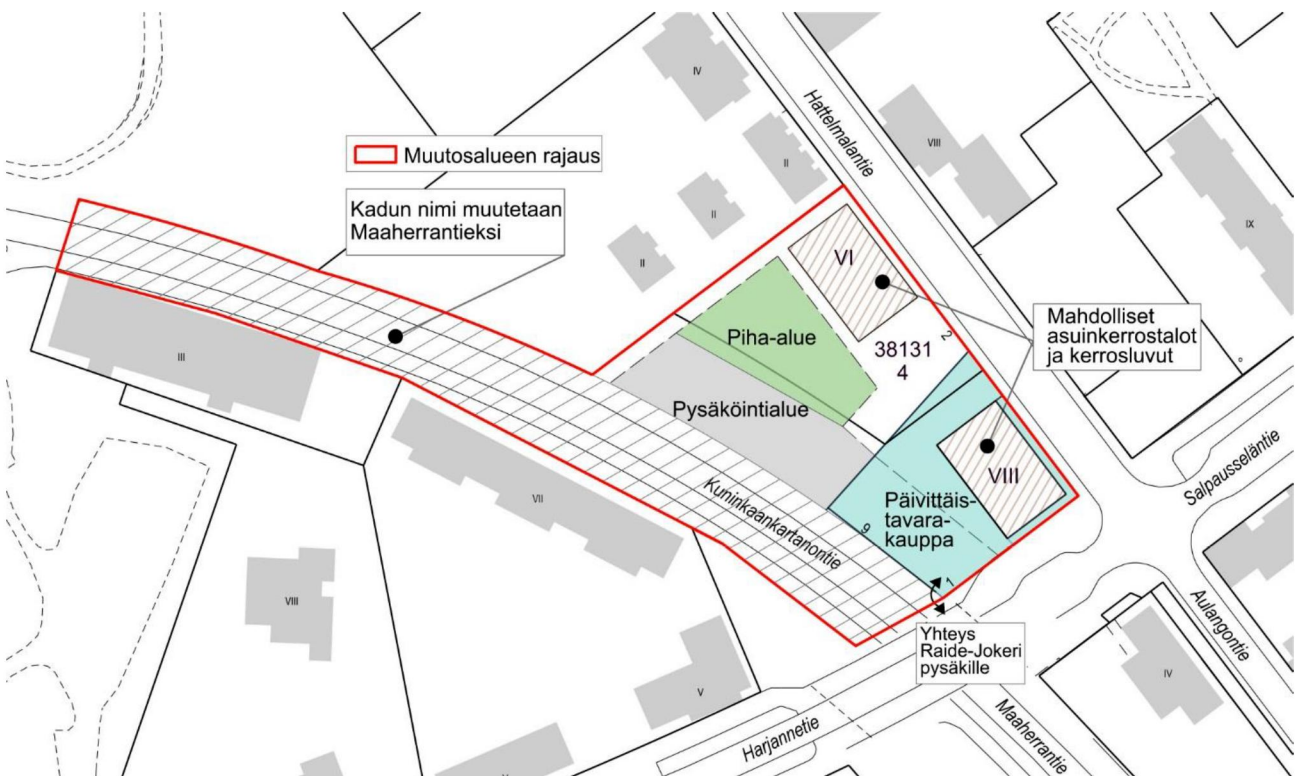 IV
Hattelmalantie
VIII
Muutosalueen rajaus
II
Kadun nimi muutetaan
Maaherrantieksi
II
IX
II
VI
Mahdolliset
asuinkerrostalot
ja kerrosluvut
Piha-alue
2
38131
4
III
Pysäköintialue
VIII
Salpausseläntie
VII
Kuninkaankartanontie
Päivittäis-
tavara-
kauppa
9
1
VIII
Yhteys
Raide-Jokeri
pysäkille
Aulangontie
IV
V
Maaherrantie
Harjannetie